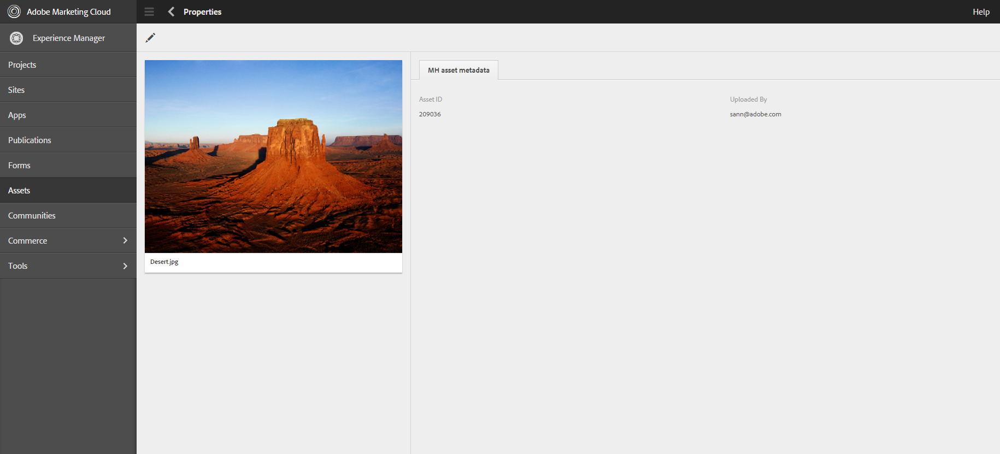 Adobe Marketing Cloud
Properties
Help
Experience Manager
Projects
Sites
Apps
Publications
Forms
Assets
Communities
Commerce
Tools
Desert.jpg
MH asset metadata
Asset ID
209036
Uploaded By
sann@adobe.com